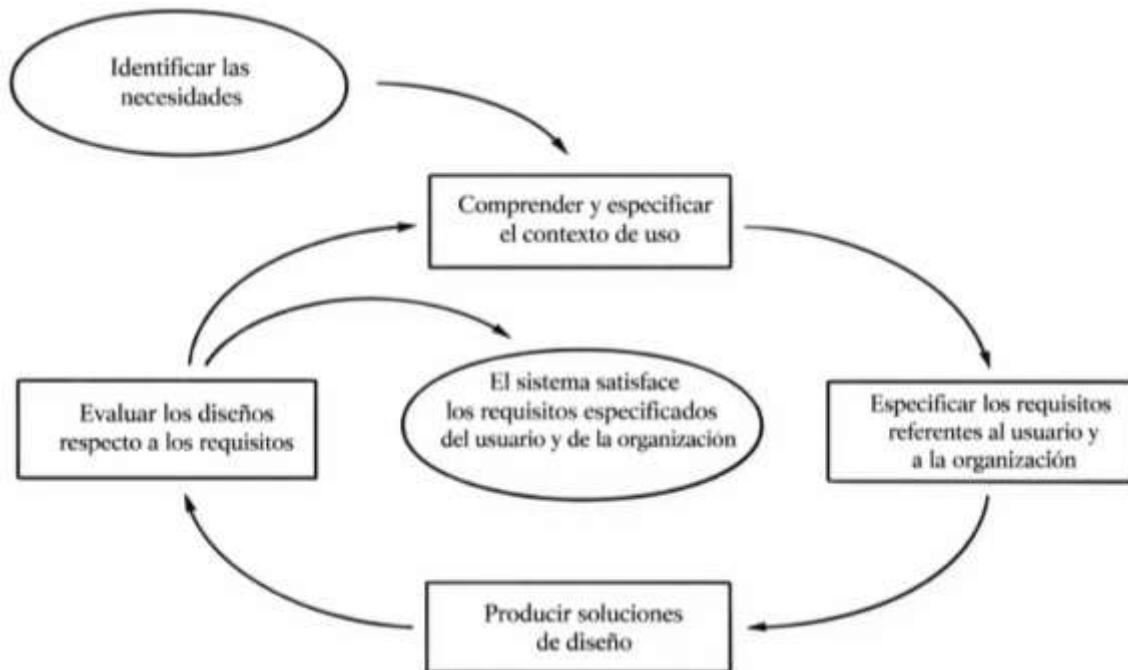 Identificar las
necesidades
Comprender y especificar
el contexto de uso
Evaluar los diseños
respecto a los requisitos
El sistema satisface
los requisitos especificados
del usuario y de la organización
Especificar los requisitos
referentes al usuario y
a la organización
Producir soluciones
de diseño